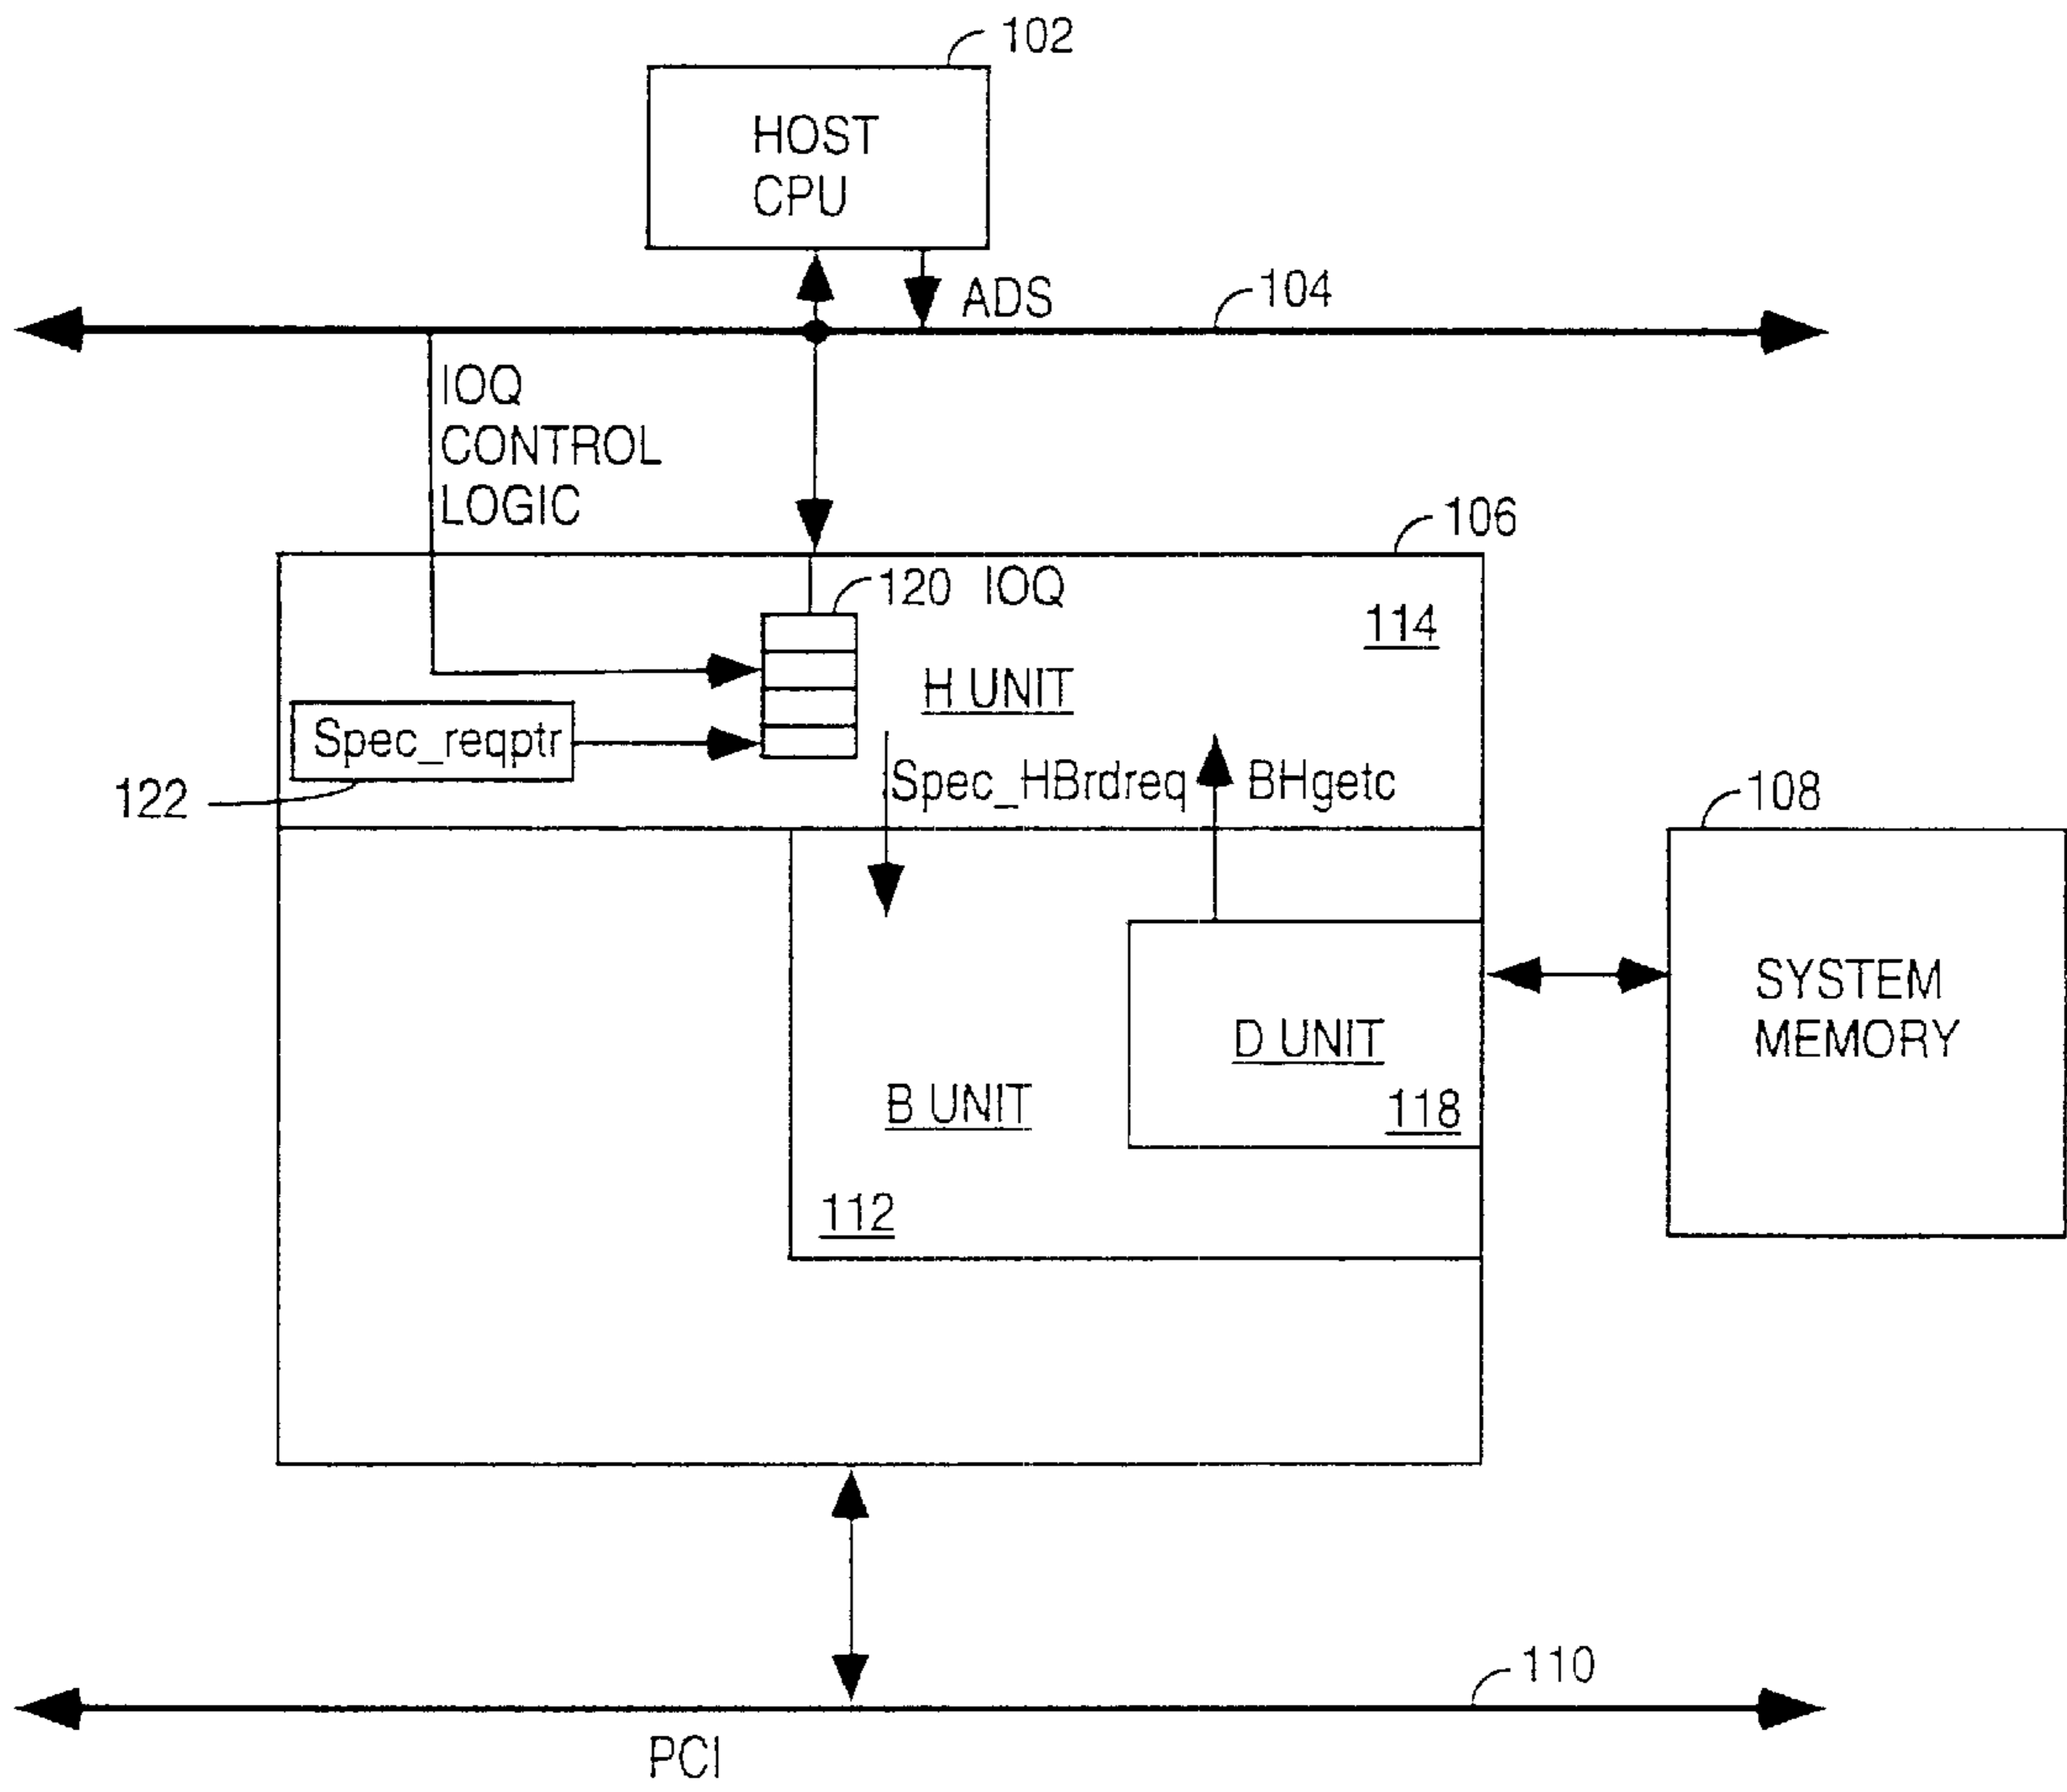 102
HOST
CPU
ADS
104
IOQ
CONTROL
LOGIC
106
120 IOQ
114
H UNIT
Spec_reqptr
122
Spec_HBrdreq
BHgetc
108
SYSTEM
MEMORY
D UNIT
118
B UNIT
112
110
PCI